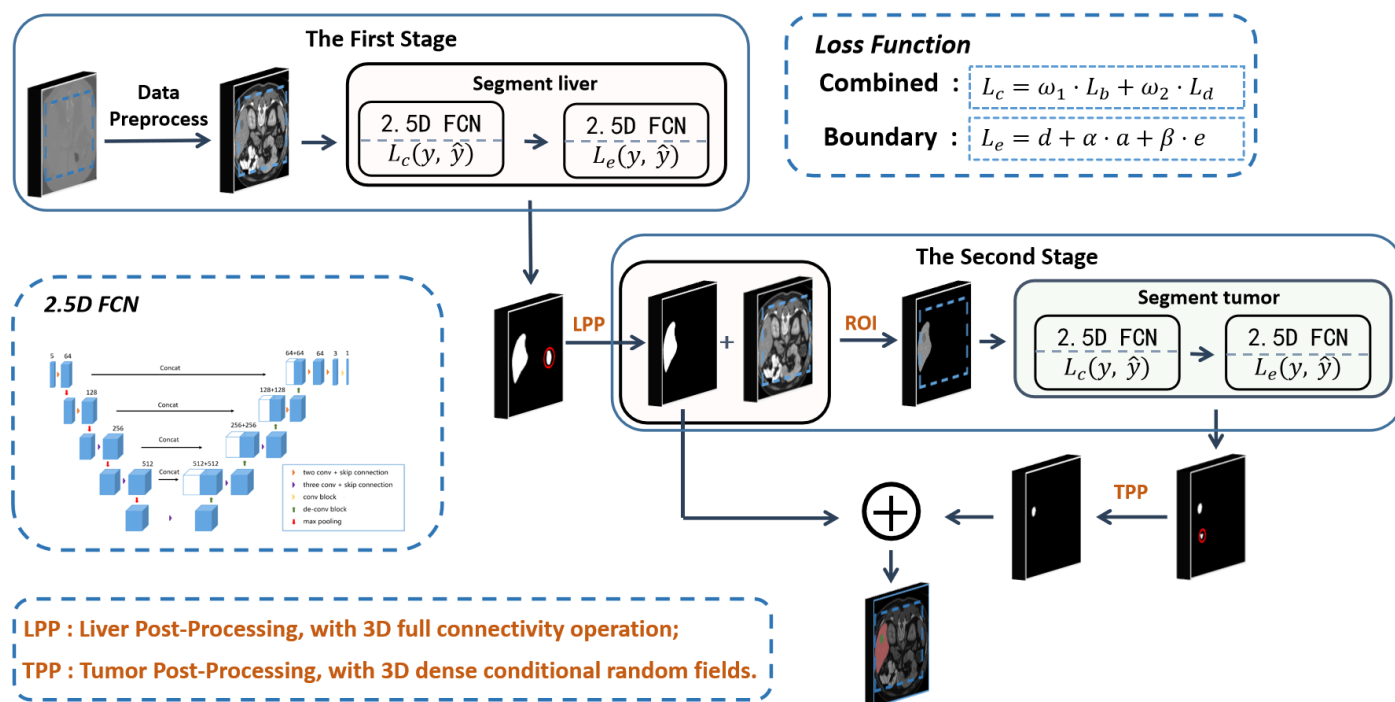 The First Stage
Data
Preprocess
Segment liver
2.5D FCN
L_c(y, ŷ)
2.5D FCN
L_e(y, ŷ)
Loss Function
Combined : L_c = ω_1 · L_b + ω_2 · L_d
Boundary : L_e = d + α · a + β · e
The Second Stage
LPP
+
ROI
Segment tumor
2.5D FCN
L_c(y, ŷ)
2.5D FCN
L_e(y, ŷ)
TPP
2.5D FCN
5 64
Concat
64+64 64 3 1
128
Concat
128+128
256
Concat
256+256
512
Concat
512+512
two conv + skip connection
three conv + skip connection
conv block
de-conv block
max pooling
LPP : Liver Post-Processing, with 3D full connectivity operation;
TPP : Tumor Post-Processing, with 3D dense conditional random fields.